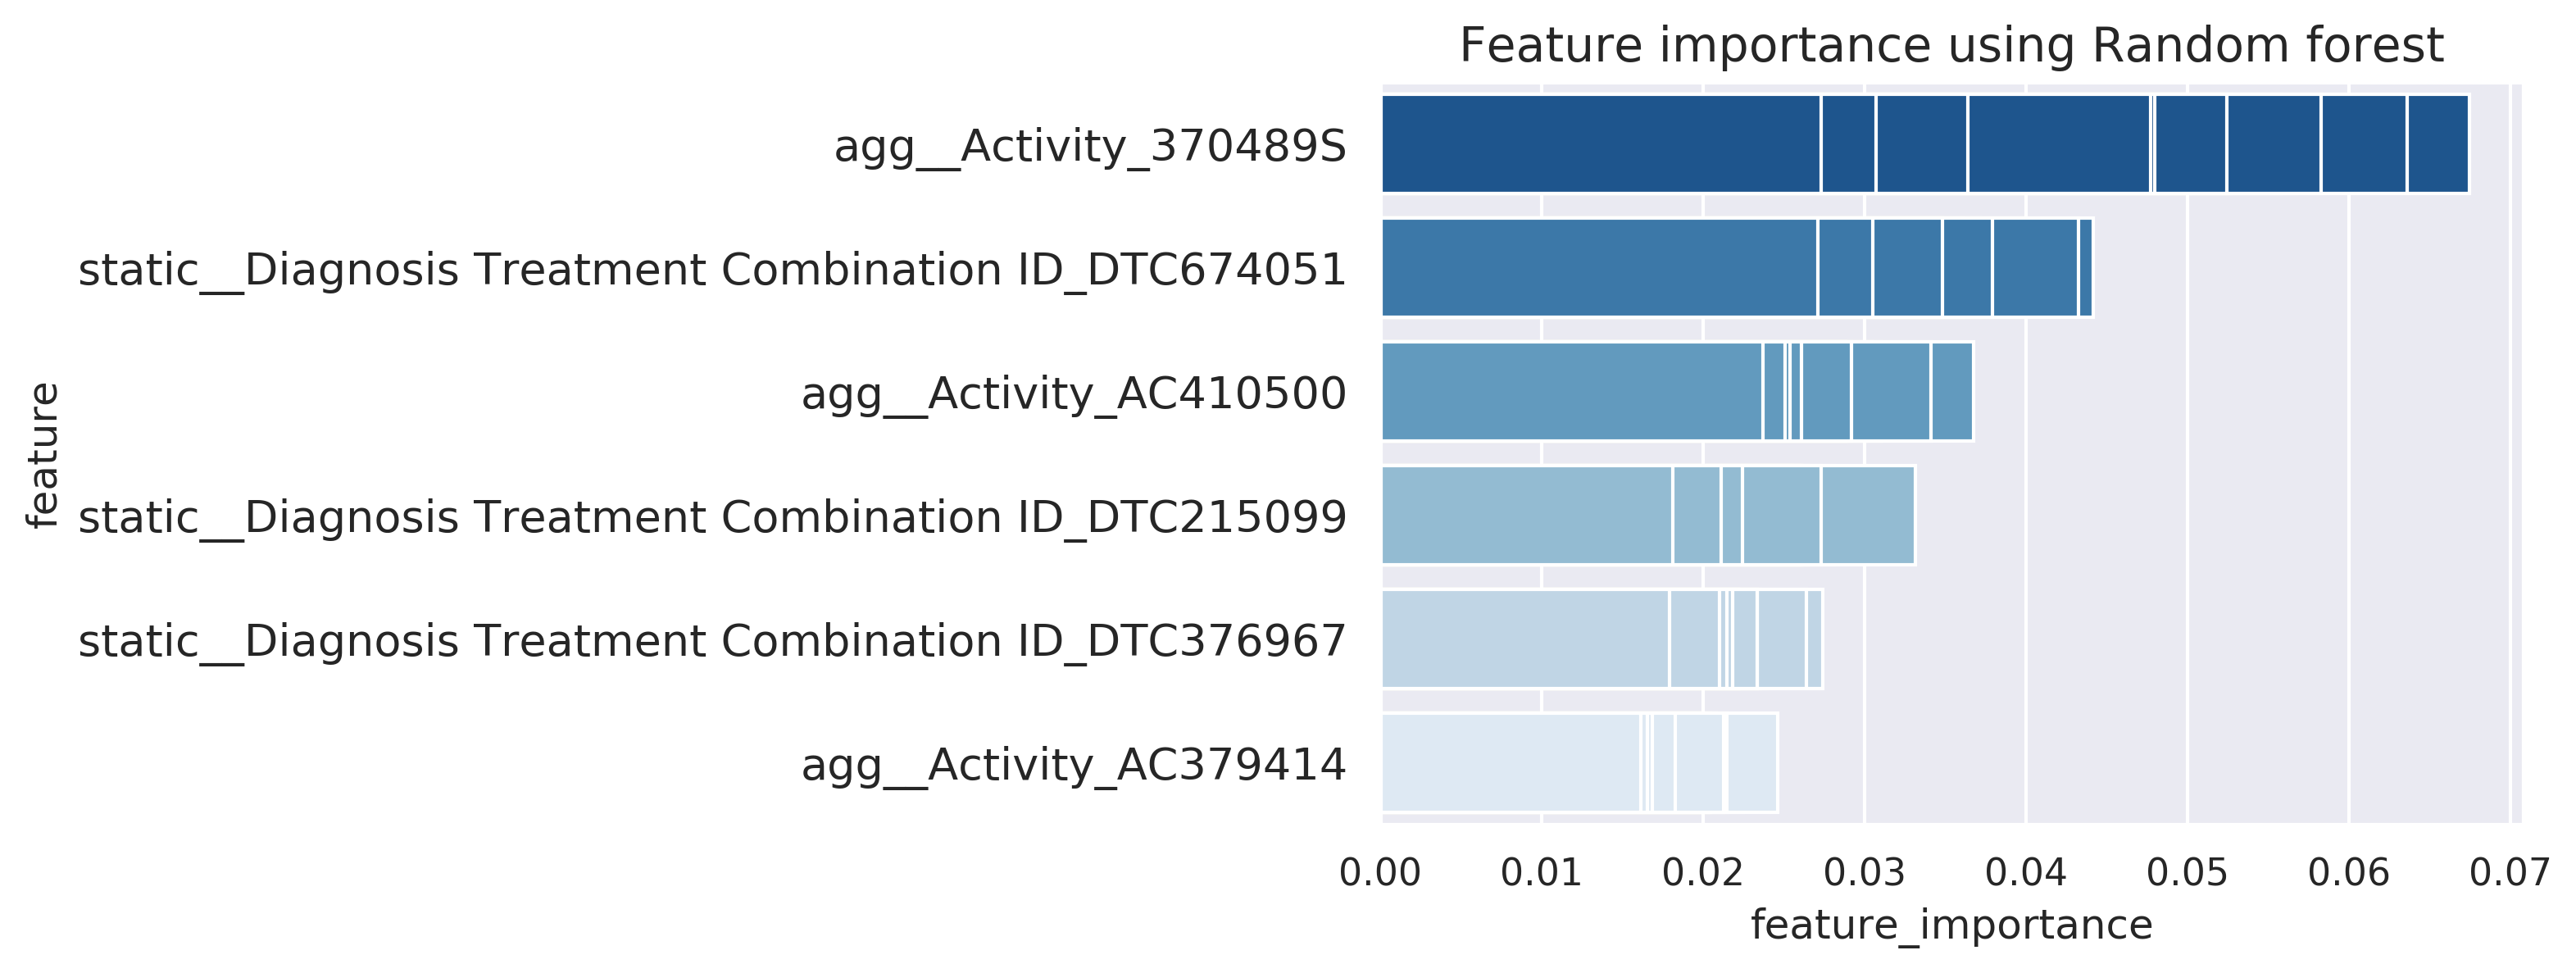 Feature importance using Random forest
feature
agg__Activity_370489S
static__Diagnosis Treatment Combination ID_DTC674051
agg__Activity_AC410500
static__Diagnosis Treatment Combination ID_DTC215099
static__Diagnosis Treatment Combination ID_DTC376967
agg__Activity_AC379414
0.00 0.01 0.02 0.03 0.04 0.05 0.06 0.07
feature_importance